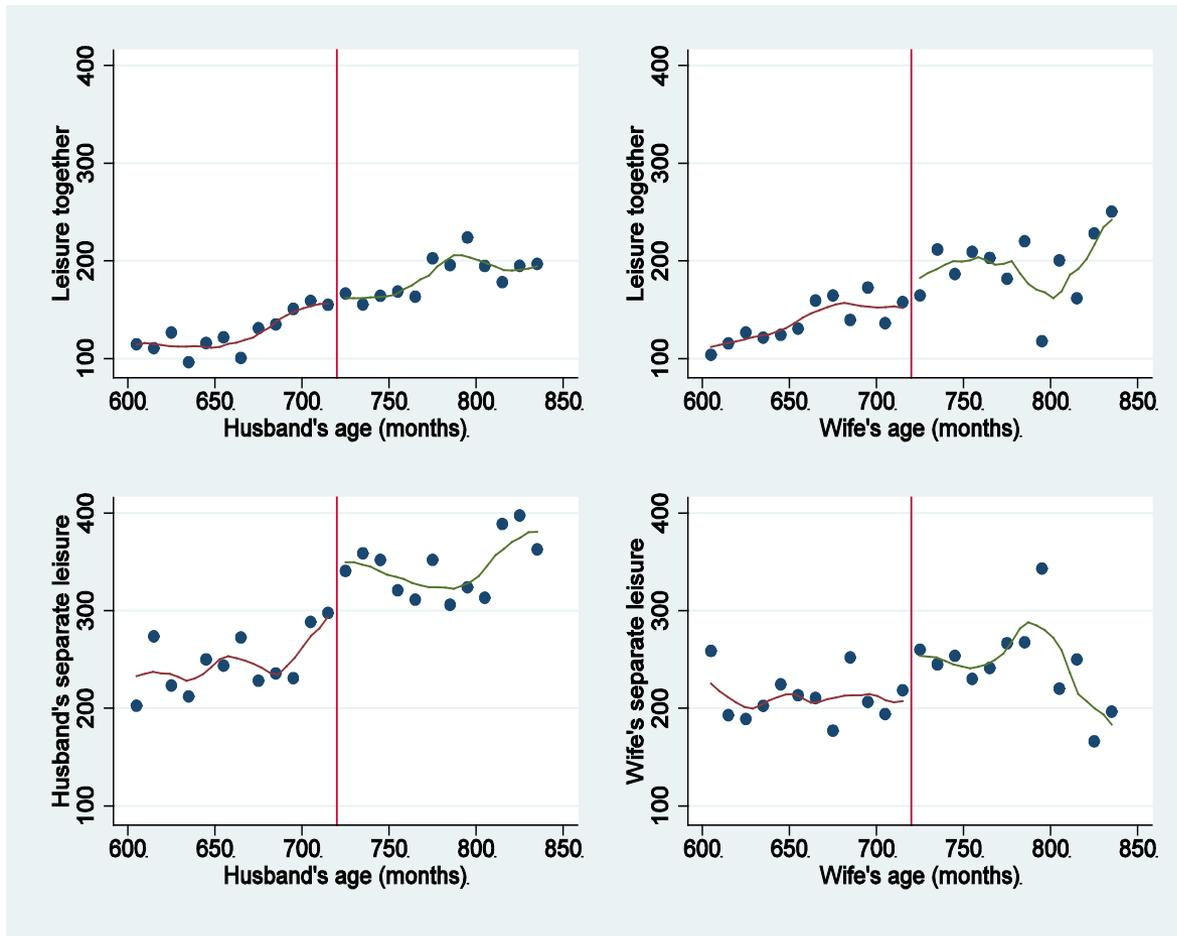 Leisure together
400
300
200
100
600. 650. 700. 750. 800. 850.
Husband's age (months).
Leisure together
400
300
200
100
600. 650. 700. 750. 800. 850.
Wife's age (months).
Husband's separate leisure
400
300
200
100
600. 650. 700. 750. 800. 850.
Husband's age (months).
Wife's separate leisure
400
300
200
100
600. 650. 700. 750. 800. 850.
Wife's age (months).